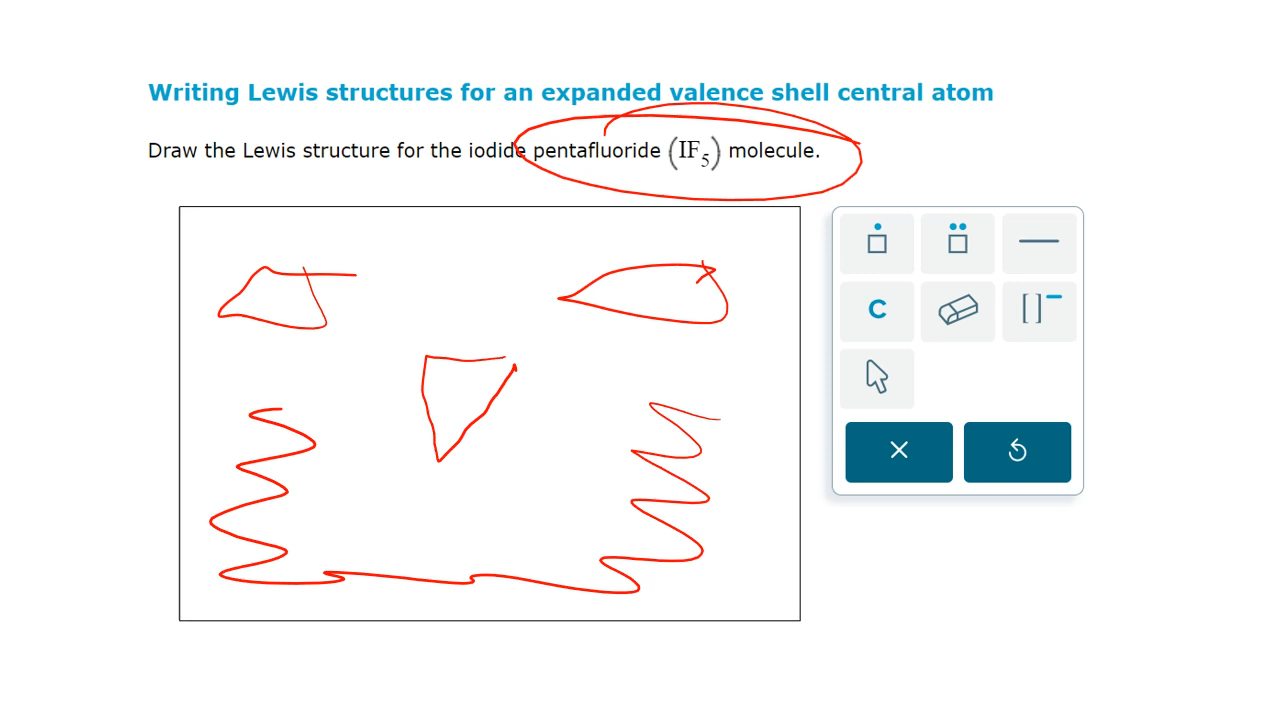 Writing Lewis structures for an expanded valence shell central atom
Draw the Lewis structure for the iodide pentafluoride (IF5) molecule.
C
[ ]−